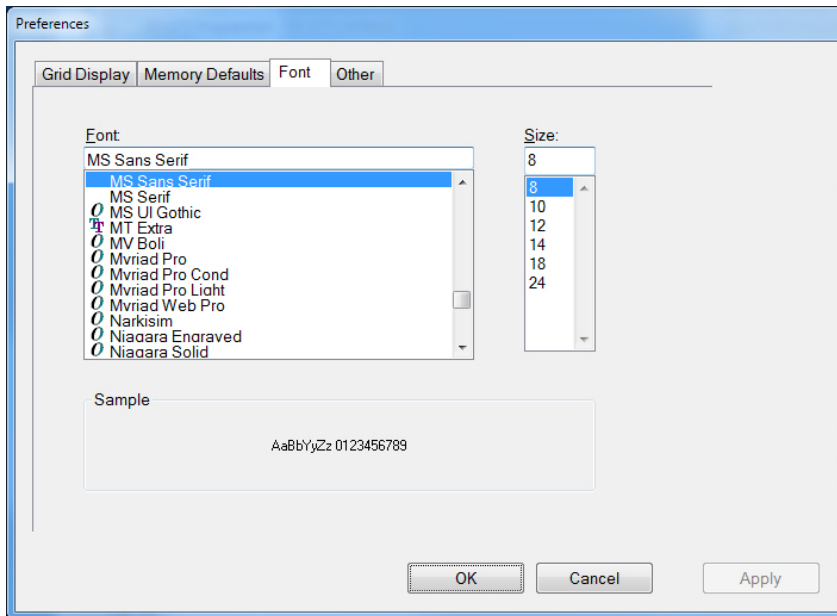 Preferences
Grid Display Memory Defaults Font Other
Font: Size:
MS Sans Serif 8
MS Sans Serif 8
MS Serif 10
MS UI Gothic 12
MT Extra 14
MV Boli 18
Myriad Pro 24
Myriad Pro Cond
Myriad Pro Light
Myriad Web Pro
Narkisim
Niagara Engraved
Niagara Solid
Sample
AaBbYyZz 0123456789
OK Cancel Apply